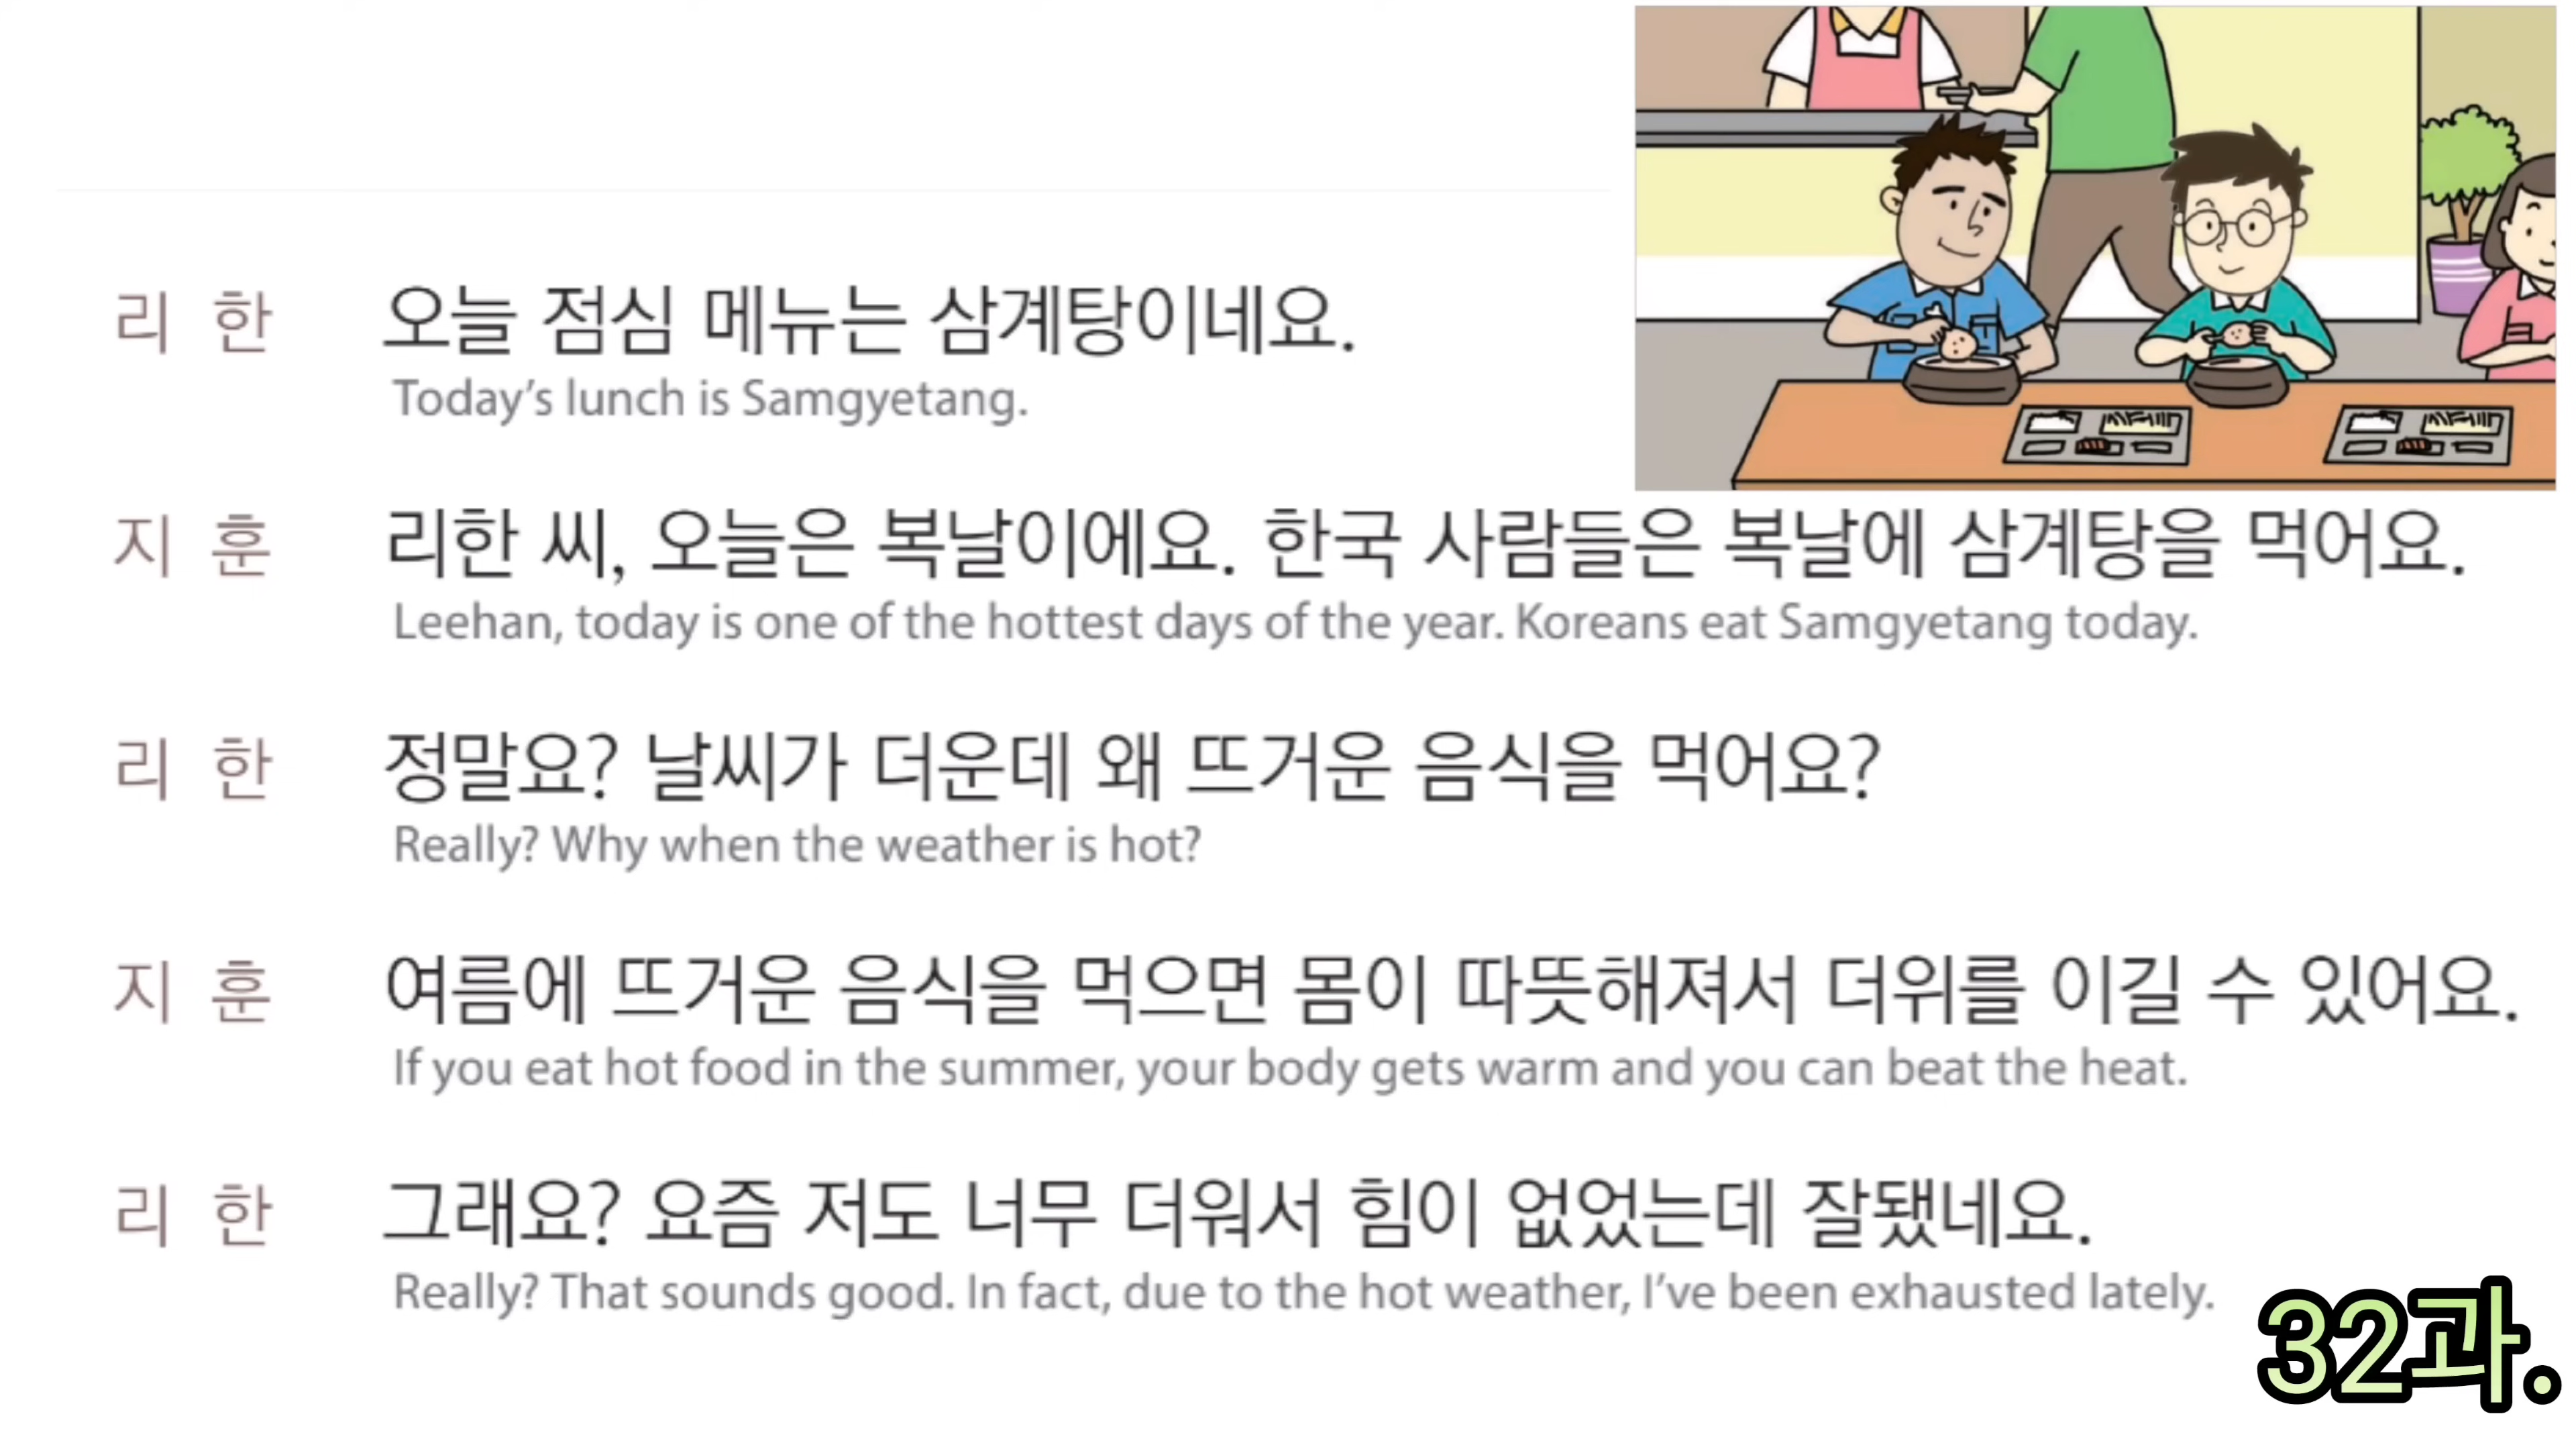 리 한 오늘 점심 메뉴는 삼계탕이네요.
Today's lunch is Samgyetang.
지 훈 리한 씨, 오늘은 복날이에요. 한국 사람들은 복날에 삼계탕을 먹어요.
Leehan, today is one of the hottest days of the year. Koreans eat Samgyetang today.
리 한 정말요? 날씨가 더운데 왜 뜨거운 음식을 먹어요?
Really? Why when the weather is hot?
지 훈 여름에 뜨거운 음식을 먹으면 몸이 따뜻해져서 더위를 이길 수 있어요.
If you eat hot food in the summer, your body gets warm and you can beat the heat.
리 한 그래요? 요즘 저도 너무 더워서 힘이 없었는데 잘됐네요.
Really? That sounds good. In fact, due to the hot weather, I've been exhausted lately.
32과.